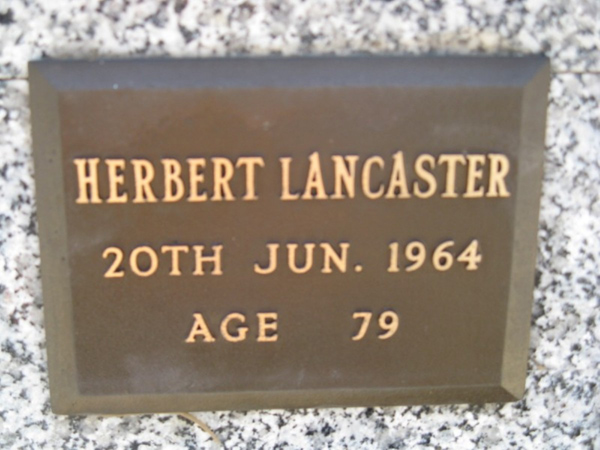 HERBERT LANCASTER
20TH JUN. 1964
AGE 79